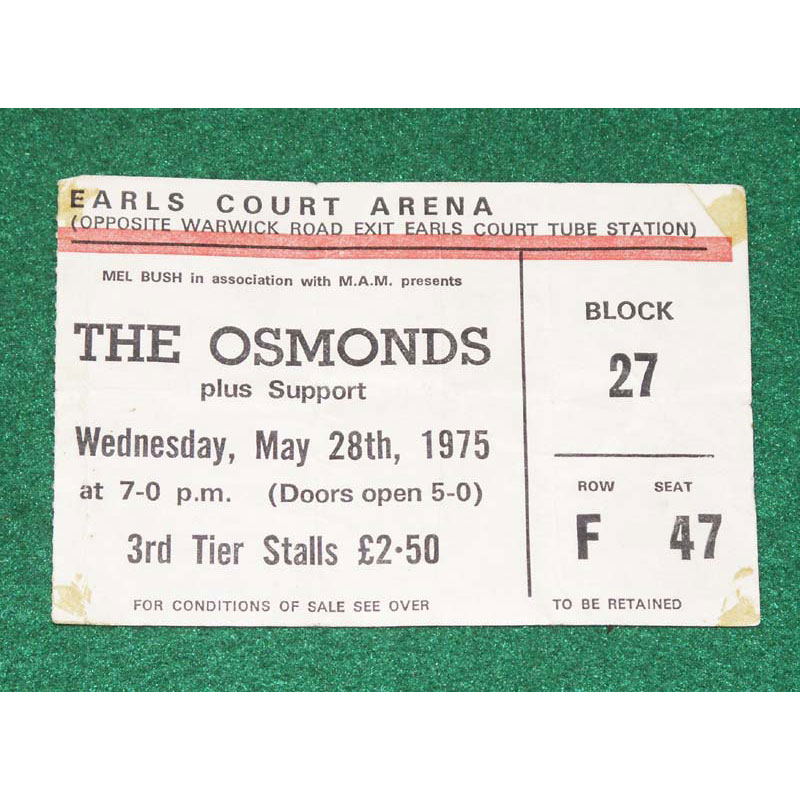 EARLS COURT ARENA
(OPPOSITE WARWICK ROAD EXIT EARLS COURT TUBE STATION)
MEL BUSH in association with M.A.M. presents
THE OSMONDS
plus Support
Wednesday, May 28th, 1975
at 7-0 p.m. (Doors open 5-0)
3rd Tier Stalls £2·50
FOR CONDITIONS OF SALE SEE OVER
BLOCK
27
ROW SEAT
F 47
TO BE RETAINED